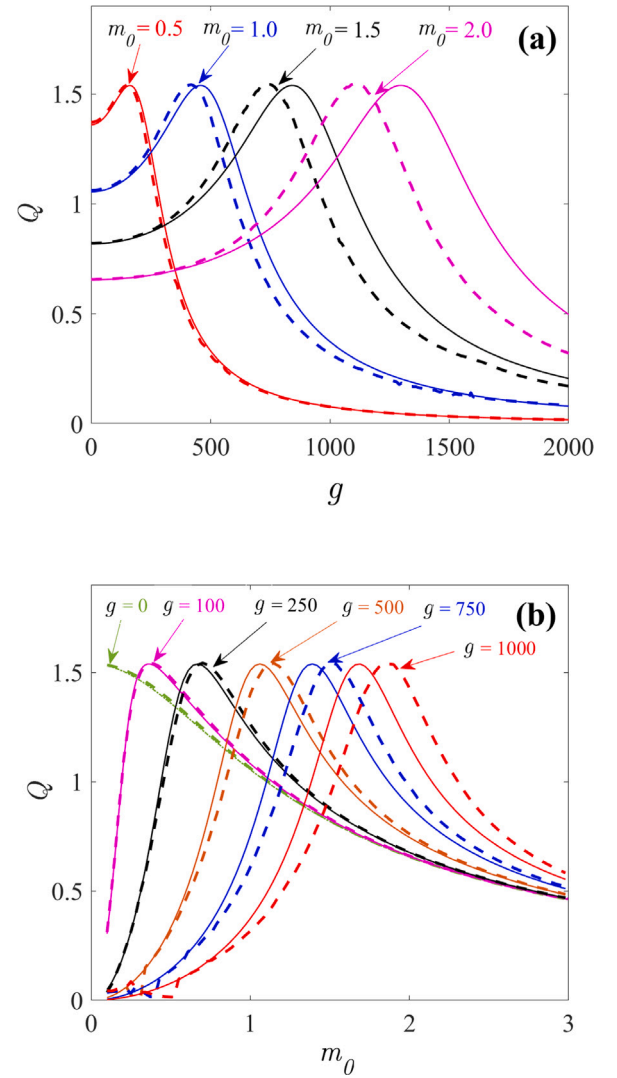 m0 = 0.5
m0 = 1.0
m0 = 1.5
m0 = 2.0
(a)
1.5
1
0.5
0
Q
0
500
1000
1500
2000
g
g = 0
g = 100
g = 250
g = 500
g = 750
g = 1000
(b)
1.5
1
0.5
0
Q
0
1
2
3
m0